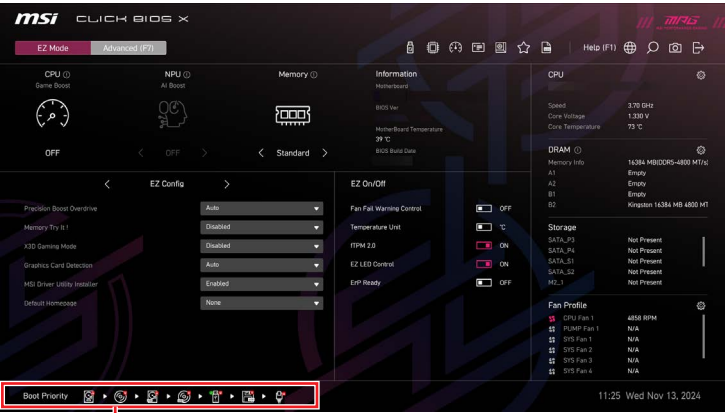 msi CLICK BIOS X
EZ Mode
Advanced (F7)
Help (F1)
CPU
Game Boost
OFF
NPU
AI Boost
OFF
Memory
Standard
Information
Motherboard
BIOS Ver
MotherBoard Temperature
39 °C
BIOS Build Date
CPU
Speed 3.70 GHz
Core Voltage 1.330 V
Core Temperature 73 °C
DRAM
Memory Info 16384 MB(DDR5-4800 MT/s)
A1 Empty
A2 Empty
B1 Empty
B2 Kingston 16384 MB 4800 MT
Storage
SATA_P3 Not Present
SATA_P4 Not Present
SATA_S1 Not Present
SATA_S2 Not Present
M2_1 Not Present
Fan Profile
CPU Fan 1 4858 RPM
PUMP Fan 1 N/A
SYS Fan 1 N/A
SYS Fan 2 N/A
SYS Fan 3 N/A
SYS Fan 4 N/A
EZ Config
Precision Boost Overdrive Auto
Memory Try It ! Disabled
X3D Gaming Mode Disabled
Graphics Card Detection Auto
MSI Driver Utility Installer Enabled
Default Homepage None
EZ On/Off
Fan Fail Warning Control OFF
Temperature Unit °C
fTPM 2.0 ON
EZ LED Control ON
ErP Ready OFF
Boot Priority
11:25 Wed Nov 13, 2024